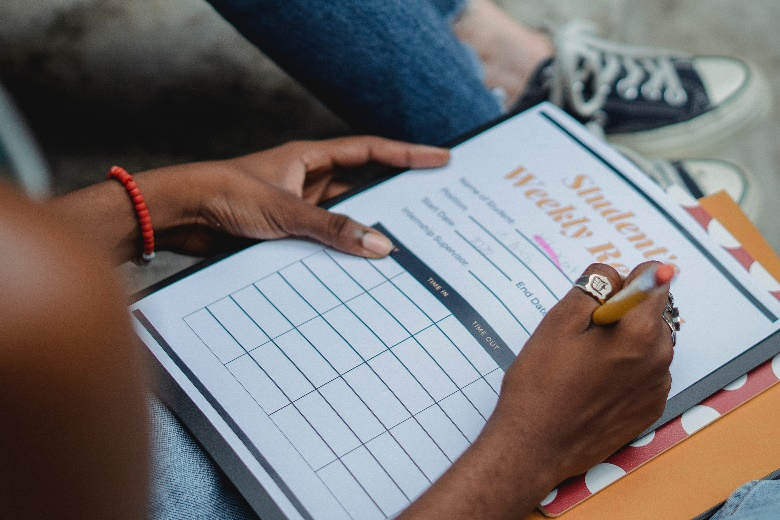 Student's
Weekly R
Name of Student
Position
Start Date
End Date
Internship Supervisor
TIME IN
TIME OUT